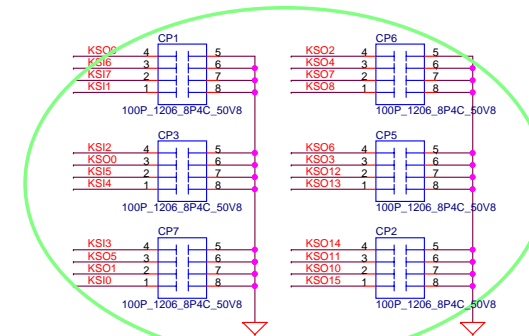 CP1
KSO9 4 5
KSI6 3 6
KSI7 2 7
KSI1 1 8
100P_1206_8P4C_50V8
CP6
KSO2 4 5
KSO4 3 6
KSO7 2 7
KSO8 1 8
100P_1206_8P4C_50V8
CP3
KSI2 4 5
KSO0 3 6
KSI5 2 7
KSI4 1 8
100P_1206_8P4C_50V8
CP5
KSO6 4 5
KSO3 3 6
KSO12 2 7
KSO13 1 8
100P_1206_8P4C_50V8
CP7
KSI3 4 5
KSO5 3 6
KSO1 2 7
KSI0 1 8
100P_1206_8P4C_50V8
CP2
KSO14 4 5
KSO11 3 6
KSO10 2 7
KSO15 1 8
100P_1206_8P4C_50V8